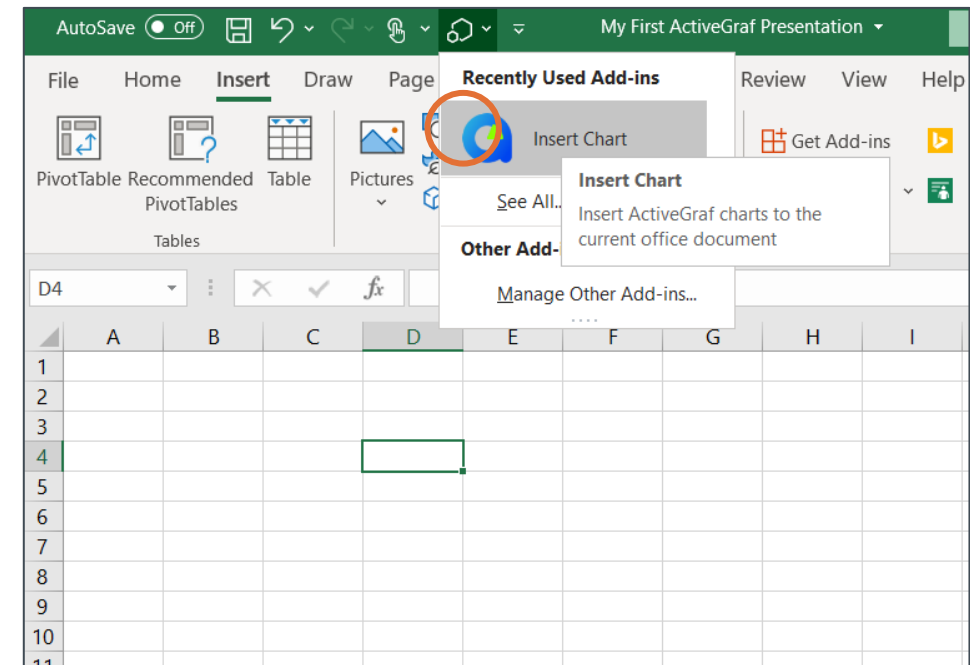 AutoSave Off My First ActiveGraf Presentation
File Home Insert Draw Page Recently Used Add-ins Review View Help
Insert Chart Get Add-ins
PivotTable Recommended Table Pictures
PivotTables
See All..
Insert Chart
Insert ActiveGraf charts to the
current office document
Tables
Other Add-
D4 fx Manage Other Add-ins...
A B C D E F G H I
1
2
3
4
5
6
7
8
9
10